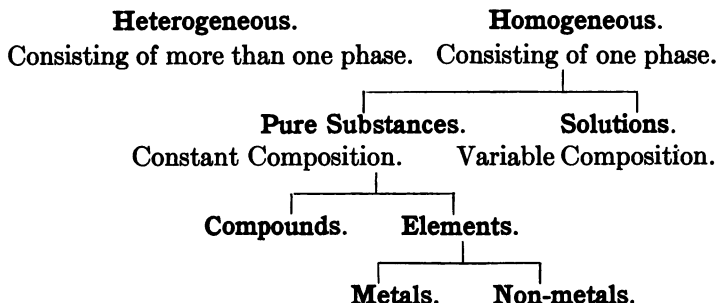 Heterogeneous. Homogeneous.
Consisting of more than one phase. Consisting of one phase.
Pure Substances. Solutions.
Constant Composition. Variable Composition.
Compounds. Elements.
Metals. Non-metals.